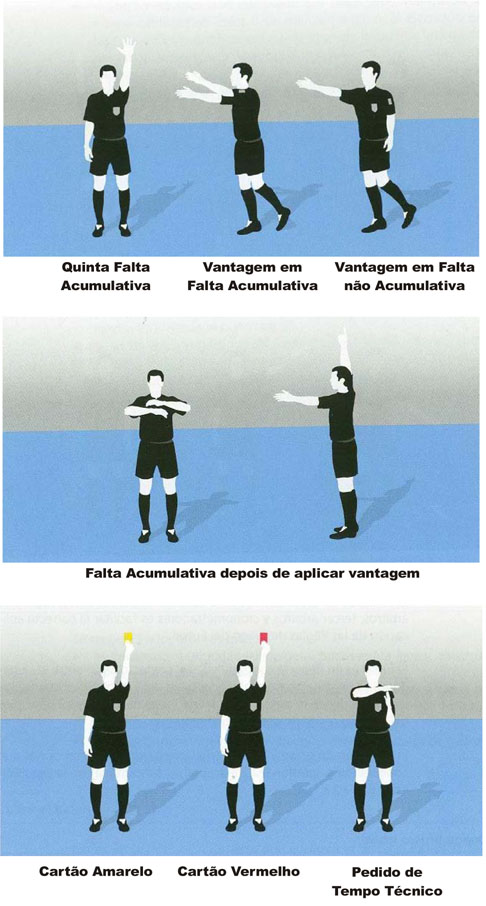 Quinta Falta
Acumulativa
Vantagem em
Falta Acumulativa
Vantagem em Falta
não Acumulativa
Falta Acumulativa depois de aplicar vantagem
Cartão Amarelo
Cartão Vermelho
Pedido de
Tempo Técnico